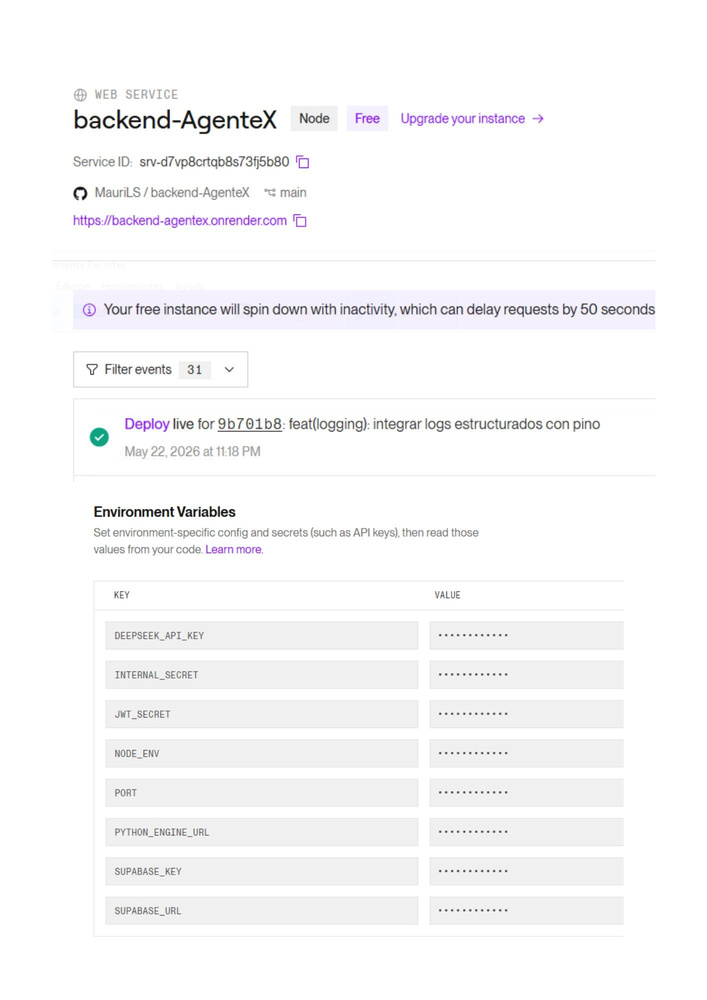 WEB SERVICE
backend-AgenteX Node Free Upgrade your instance →
Service ID: srv-d7vp8crtqb8s73fj5b80
MauriLS / backend-AgenteX main
https://backend-agentex.onrender.com
Your free instance will spin down with inactivity, which can delay requests by 50 seconds
Filter events 31
Deploy live for 9b701b8: feat(logging): integrar logs estructurados con pino
May 22, 2026 at 11:18 PM
Environment Variables
Set environment-specific config and secrets (such as API keys), then read those
values from your code. Learn more.
KEY VALUE
DEEPSEEK_API_KEY ••••••••••••
INTERNAL_SECRET ••••••••••••
JWT_SECRET ••••••••••••
NODE_ENV ••••••••••••
PORT ••••••••••••
PYTHON_ENGINE_URL ••••••••••••
SUPABASE_KEY ••••••••••••
SUPABASE_URL ••••••••••••